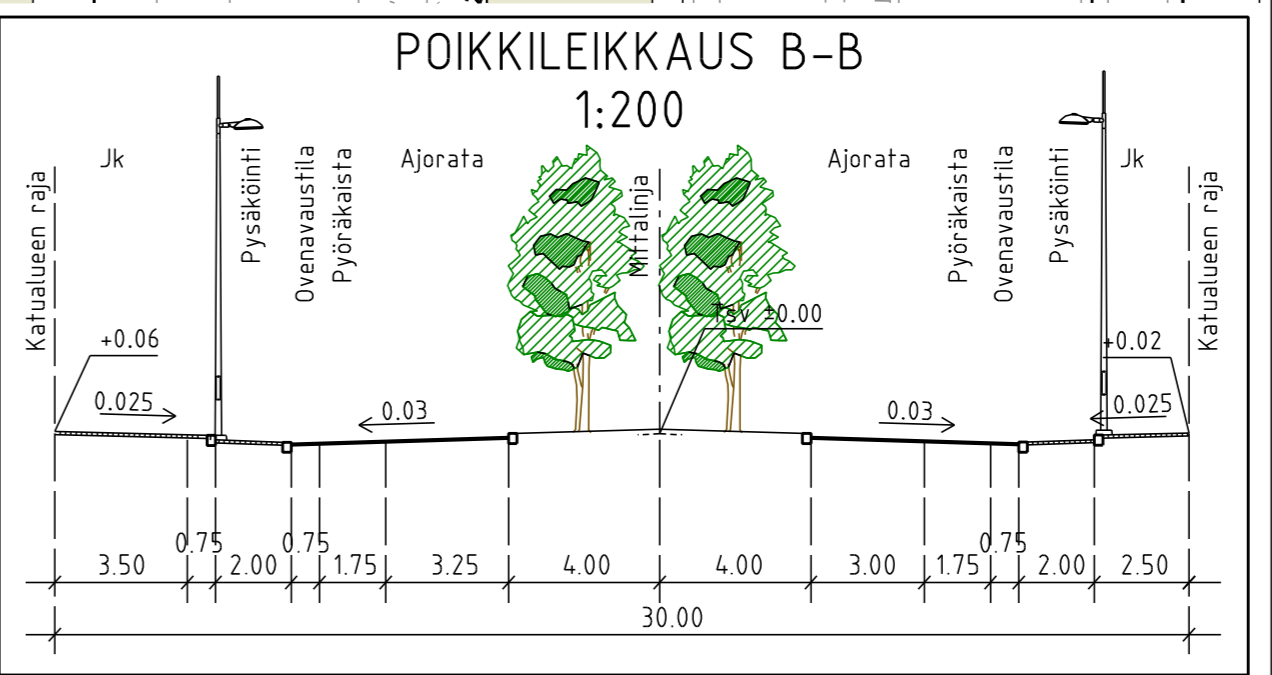 POIKKILEIKKAUS B-B
1:200
Katualueen raja
Jk
Pysäköinti
Ovenavaustila
Pyöräkaista
Ajorata
Mittalinja
Ajorata
Pyöräkaista
Ovenavaustila
Pysäköinti
Jk
Katualueen raja
+0.06
Tsv ±0.00
+0.02
0.025
0.03
0.03
0.025
3.50
0.75
2.00
0.75
1.75
3.25
4.00
4.00
3.00
1.75
0.75
2.00
2.50
30.00